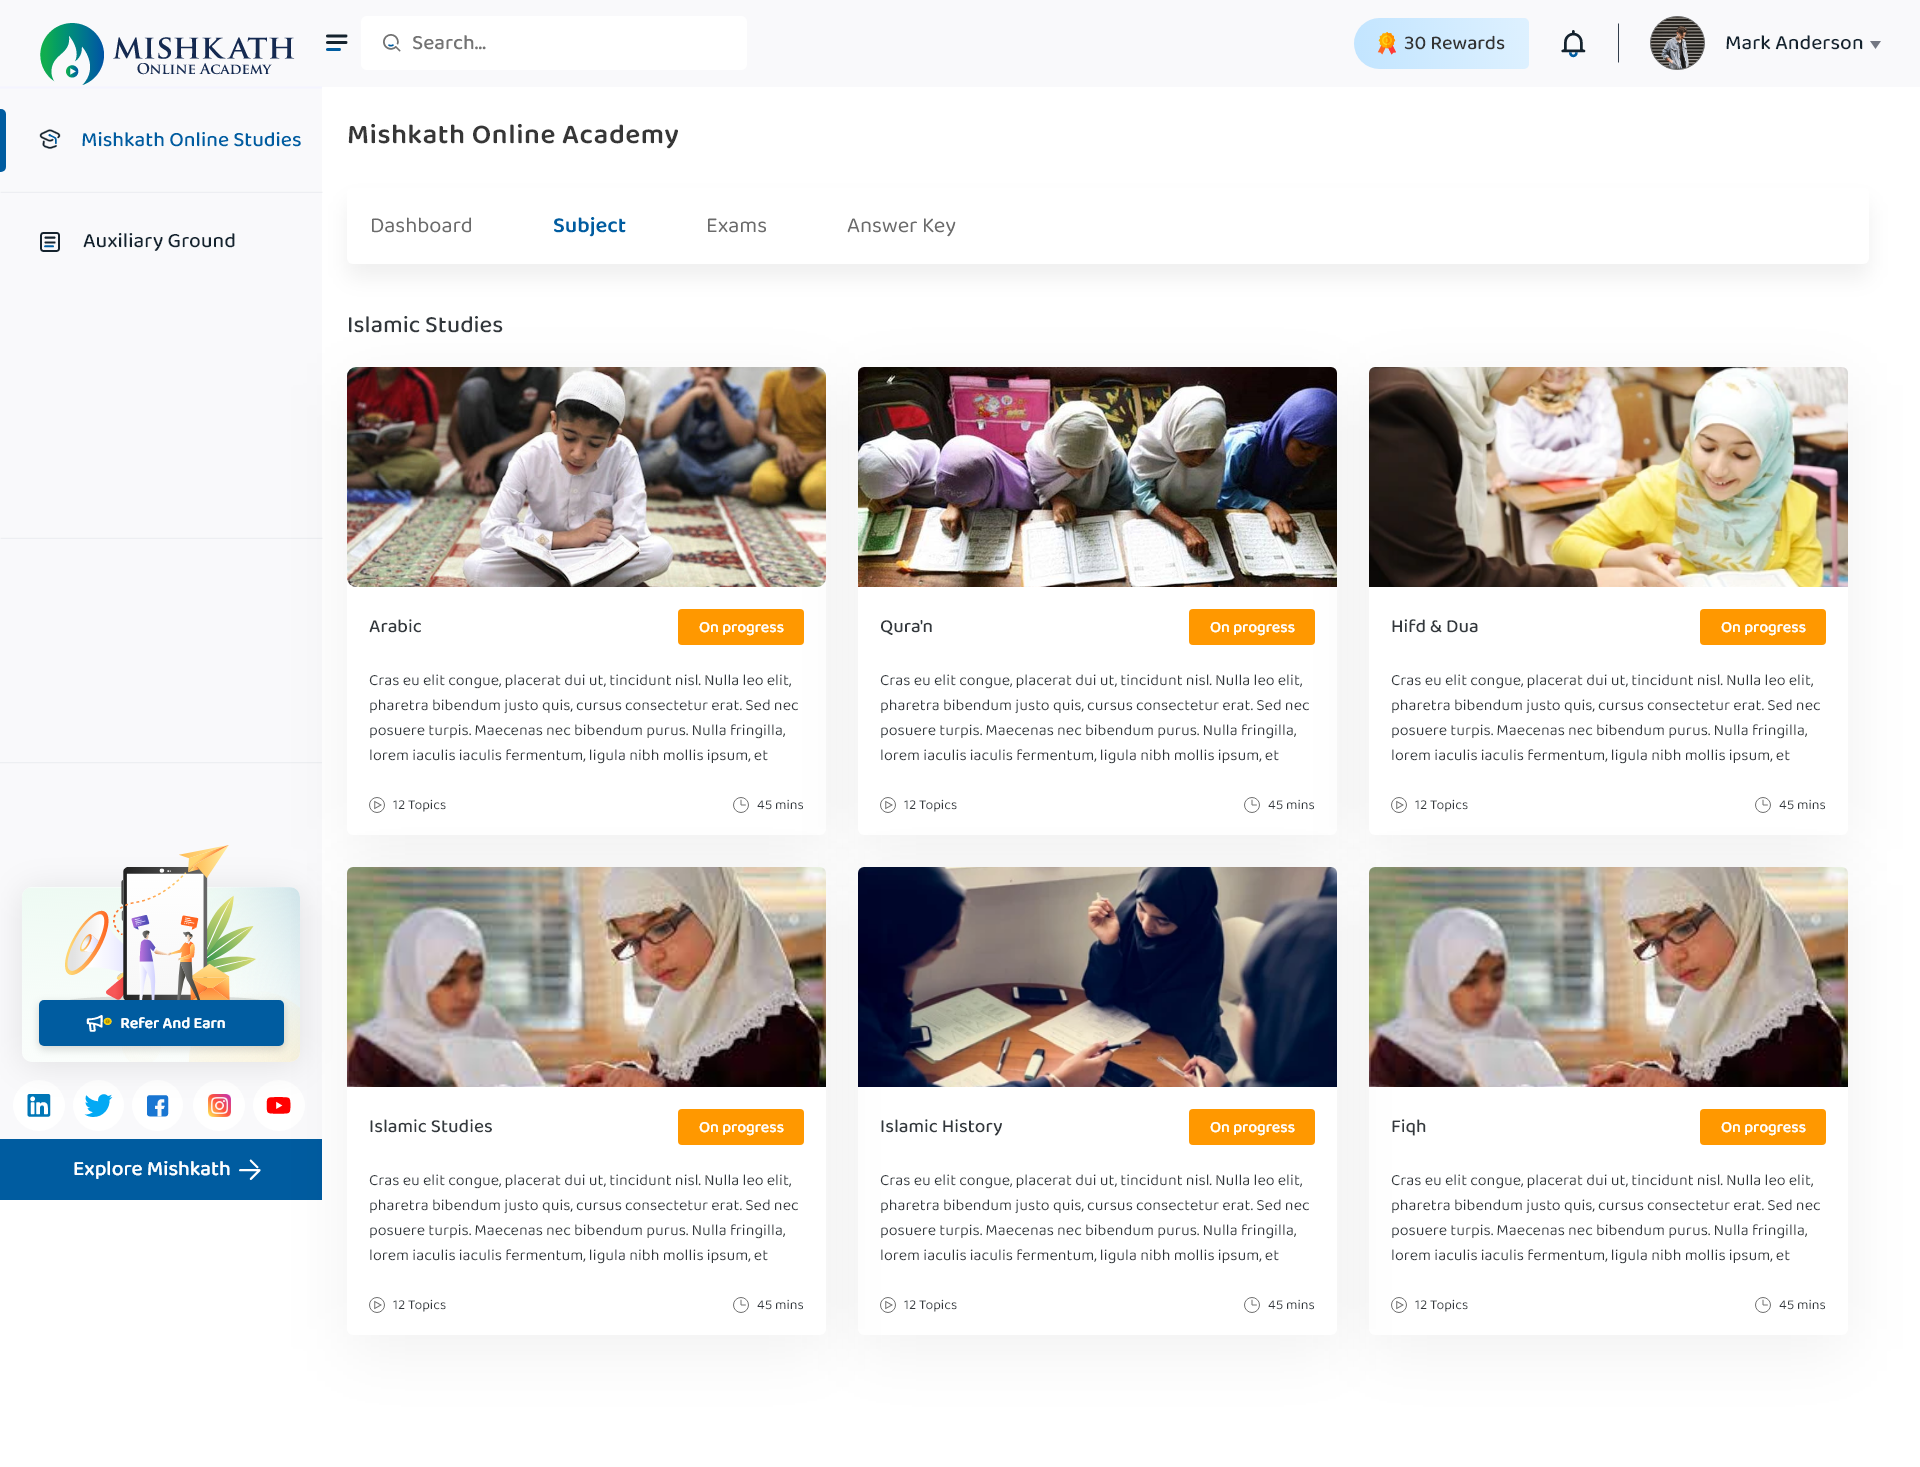 MISHKATH
ONLINE ACADEMY
Search...
30 Rewards
Mark Anderson
Mishkath Online Studies
Auxiliary Ground
Refer And Earn
Explore Mishkath
Mishkath Online Academy
Dashboard
Subject
Exams
Answer Key
Islamic Studies
Arabic
On progress
Cras eu elit congue, placerat dui ut, tincidunt nisl. Nulla leo elit,
pharetra bibendum justo quis, cursus consectetur erat. Sed nec
posuere turpis. Maecenas nec bibendum purus. Nulla fringilla,
lorem iaculis iaculis fermentum, ligula nibh mollis ipsum, et
12 Topics
45 mins
Qura'n
On progress
Cras eu elit congue, placerat dui ut, tincidunt nisl. Nulla leo elit,
pharetra bibendum justo quis, cursus consectetur erat. Sed nec
posuere turpis. Maecenas nec bibendum purus. Nulla fringilla,
lorem iaculis iaculis fermentum, ligula nibh mollis ipsum, et
12 Topics
45 mins
Hifd & Dua
On progress
Cras eu elit congue, placerat dui ut, tincidunt nisl. Nulla leo elit,
pharetra bibendum justo quis, cursus consectetur erat. Sed nec
posuere turpis. Maecenas nec bibendum purus. Nulla fringilla,
lorem iaculis iaculis fermentum, ligula nibh mollis ipsum, et
12 Topics
45 mins
Islamic Studies
On progress
Cras eu elit congue, placerat dui ut, tincidunt nisl. Nulla leo elit,
pharetra bibendum justo quis, cursus consectetur erat. Sed nec
posuere turpis. Maecenas nec bibendum purus. Nulla fringilla,
lorem iaculis iaculis fermentum, ligula nibh mollis ipsum, et
12 Topics
45 mins
Islamic History
On progress
Cras eu elit congue, placerat dui ut, tincidunt nisl. Nulla leo elit,
pharetra bibendum justo quis, cursus consectetur erat. Sed nec
posuere turpis. Maecenas nec bibendum purus. Nulla fringilla,
lorem iaculis iaculis fermentum, ligula nibh mollis ipsum, et
12 Topics
45 mins
Fiqh
On progress
Cras eu elit congue, placerat dui ut, tincidunt nisl. Nulla leo elit,
pharetra bibendum justo quis, cursus consectetur erat. Sed nec
posuere turpis. Maecenas nec bibendum purus. Nulla fringilla,
lorem iaculis iaculis fermentum, ligula nibh mollis ipsum, et
12 Topics
45 mins